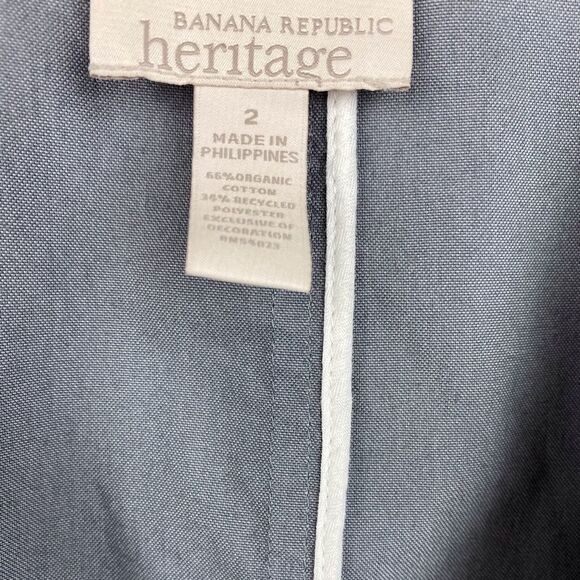 BANANA REPUBLIC
heritage
2
MADE IN
PHILIPPINES
66% ORGANIC
COTTON
34% RECYCLED
POLYESTER
EXCLUSIVE OF
DECORATION